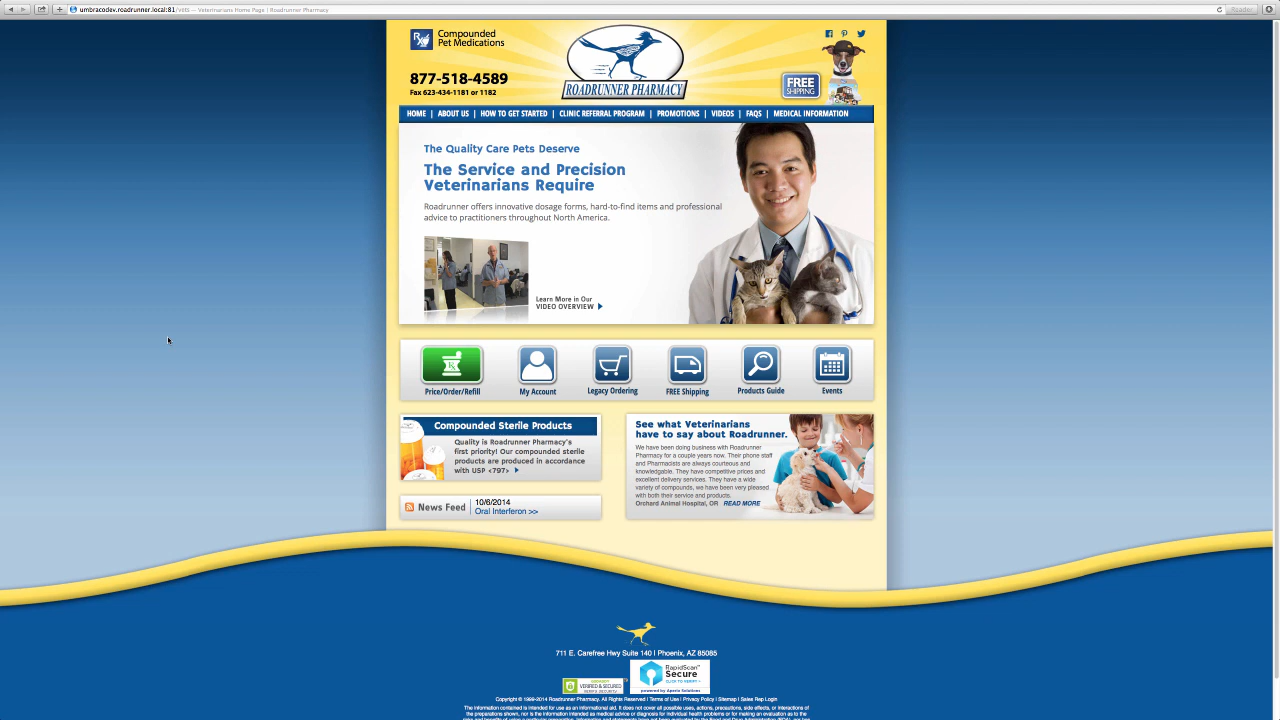 umbracodev.roadrunner.local:81/vets — Veterinarians Home Page | Roadrunner Pharmacy
Reader
Rx
Compounded
Pet Medications
877-518-4589
Fax 623-434-1181 or 1182
ROADRUNNER PHARMACY
FREE
SHIPPING
HOME | ABOUT US | HOW TO GET STARTED | CLINIC REFERRAL PROGRAM | PROMOTIONS | VIDEOS | FAQS | MEDICAL INFORMATION
The Quality Care Pets Deserve
The Service and Precision
Veterinarians Require
Roadrunner offers innovative dosage forms, hard-to-find items and professional
advice to practitioners throughout North America.
Learn More in Our
VIDEO OVERVIEW
Price/Order/Refill
My Account
Legacy Ordering
FREE Shipping
Products Guide
Events
Compounded Sterile Products
Quality is Roadrunner Pharmacy's
first priority! Our compounded sterile
products are produced in accordance
with USP <797>
See what Veterinarians
have to say about Roadrunner.
We have been doing business with Roadrunner
Pharmacy for a couple years now. Their phone staff
and Pharmacists are always courteous and
knowledgable. They have competitive prices and
excellent delivery services. They have a wide
variety of compounds, we have been very pleased
with both their service and products.
Orchard Animal Hospital, OR READ MORE
News Feed
10/6/2014
Oral Interferon >>
711 E. Carefree Hwy Suite 140 | Phoenix, AZ 85085
VERIFIED & SECURED
RapidScan™
Secure
CLICK TO VERIFY
powered by Aperia Solutions
Copyright © 1999-2014 Roadrunner Pharmacy. All Rights Reserved | Terms of Use | Privacy Policy | Sitemap | Sales Rep Login
The information contained is intended for use as an informational aid. It does not cover all possible uses, actions, precautions, side effects, or interactions of
the preparations shown, nor is the information intended as medical advice or diagnosis for individual health problems or for making an evaluation as to the